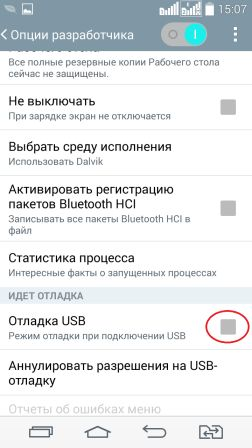 15:07
Опции разработчика
Рабочего стола
Все полные резервные копии Рабочего стола
сейчас не защищены.
Не выключать
При зарядке экран не отключается
Выбрать среду исполнения
Использовать Dalvik
Активировать регистрацию
пакетов Bluetooth HCI
Записывать все пакеты Bluetooth HCI в
файл
Статистика процесса
Интересные факты о запущенных процессах
ИДЕТ ОТЛАДКА
Отладка USB
Режим отладки при подключении USB
Аннулировать разрешения на USB-
отладку
Отчеты об ошибках меню